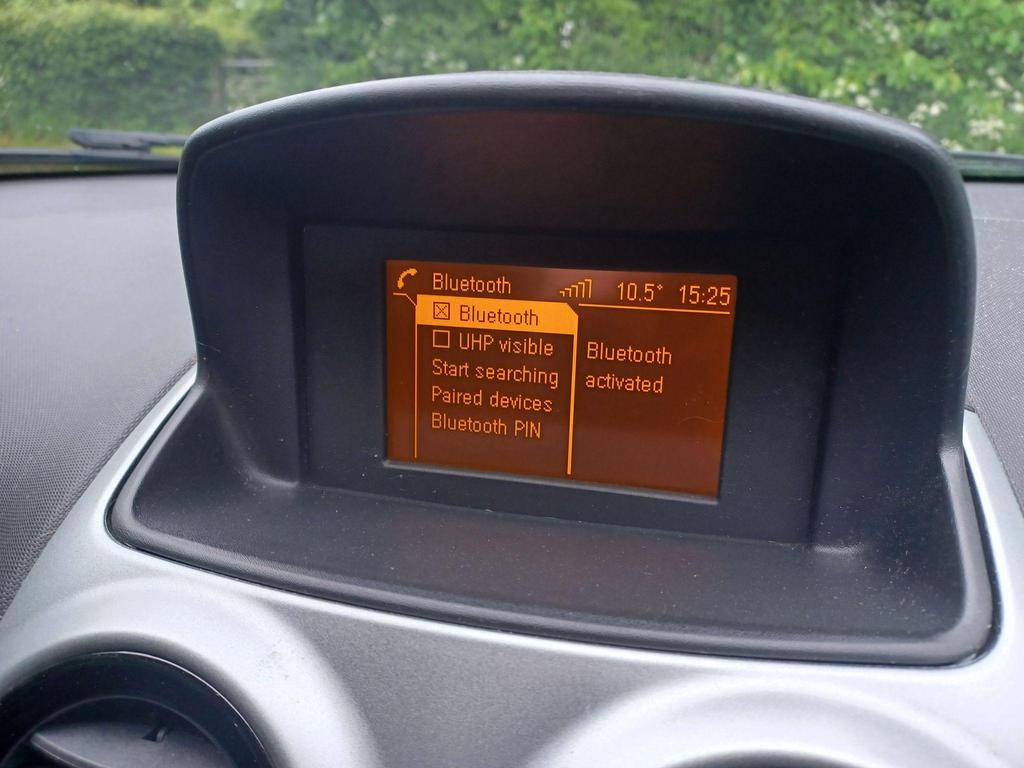 Bluetooth 10.5° 15:25
☒ Bluetooth
☐ UHP visible
Start searching
Paired devices
Bluetooth PIN
Bluetooth
activated